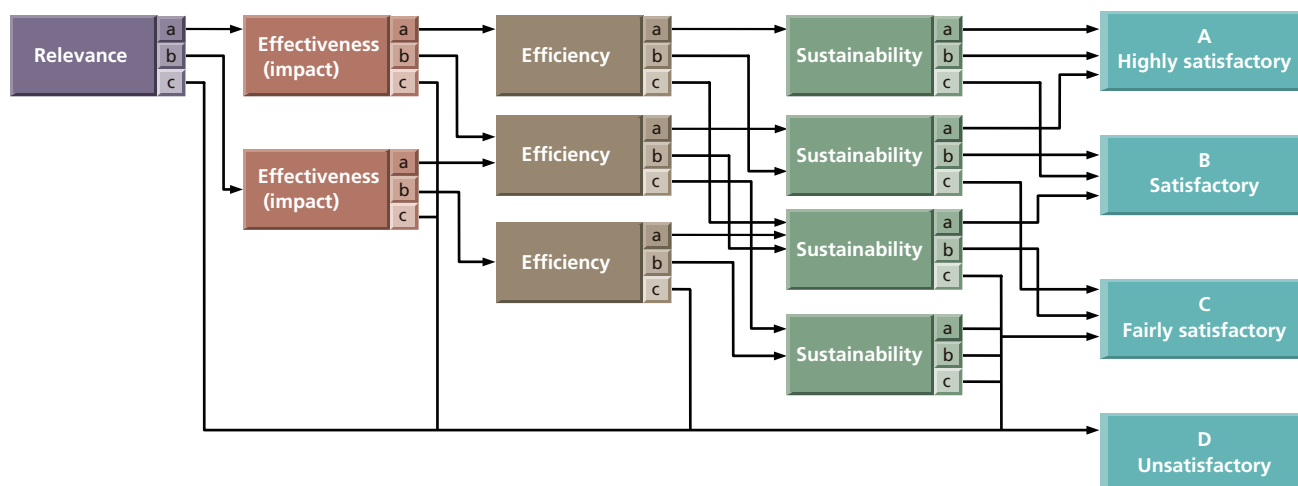 Relevance
a
b
c
Effectiveness
(impact)
a
b
c
Effectiveness
(impact)
a
b
c
Efficiency
a
b
c
Efficiency
a
b
c
Efficiency
a
b
c
Sustainability
a
b
c
Sustainability
a
b
c
Sustainability
a
b
c
Sustainability
a
b
c
A
Highly satisfactory
B
Satisfactory
C
Fairly satisfactory
D
Unsatisfactory